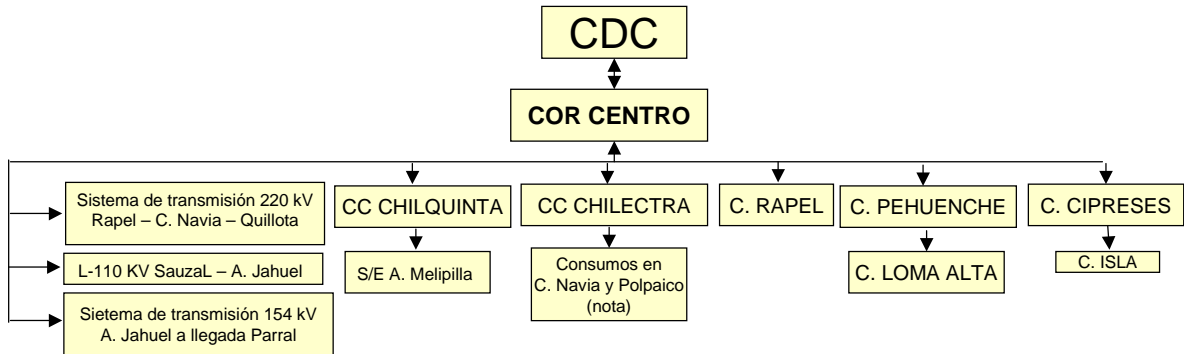 CDC
COR CENTRO
Sistema de transmisión 220 kV
Rapel – C. Navia – Quillota
L-110 KV SauzaL – A. Jahuel
Sietema de transmisión 154 kV
A. Jahuel a llegada Parral
CC CHILQUINTA
S/E A. Melipilla
CC CHILECTRA
Consumos en
C. Navia y Polpaico
(nota)
C. RAPEL
C. PEHUENCHE
C. LOMA ALTA
C. CIPRESES
C. ISLA